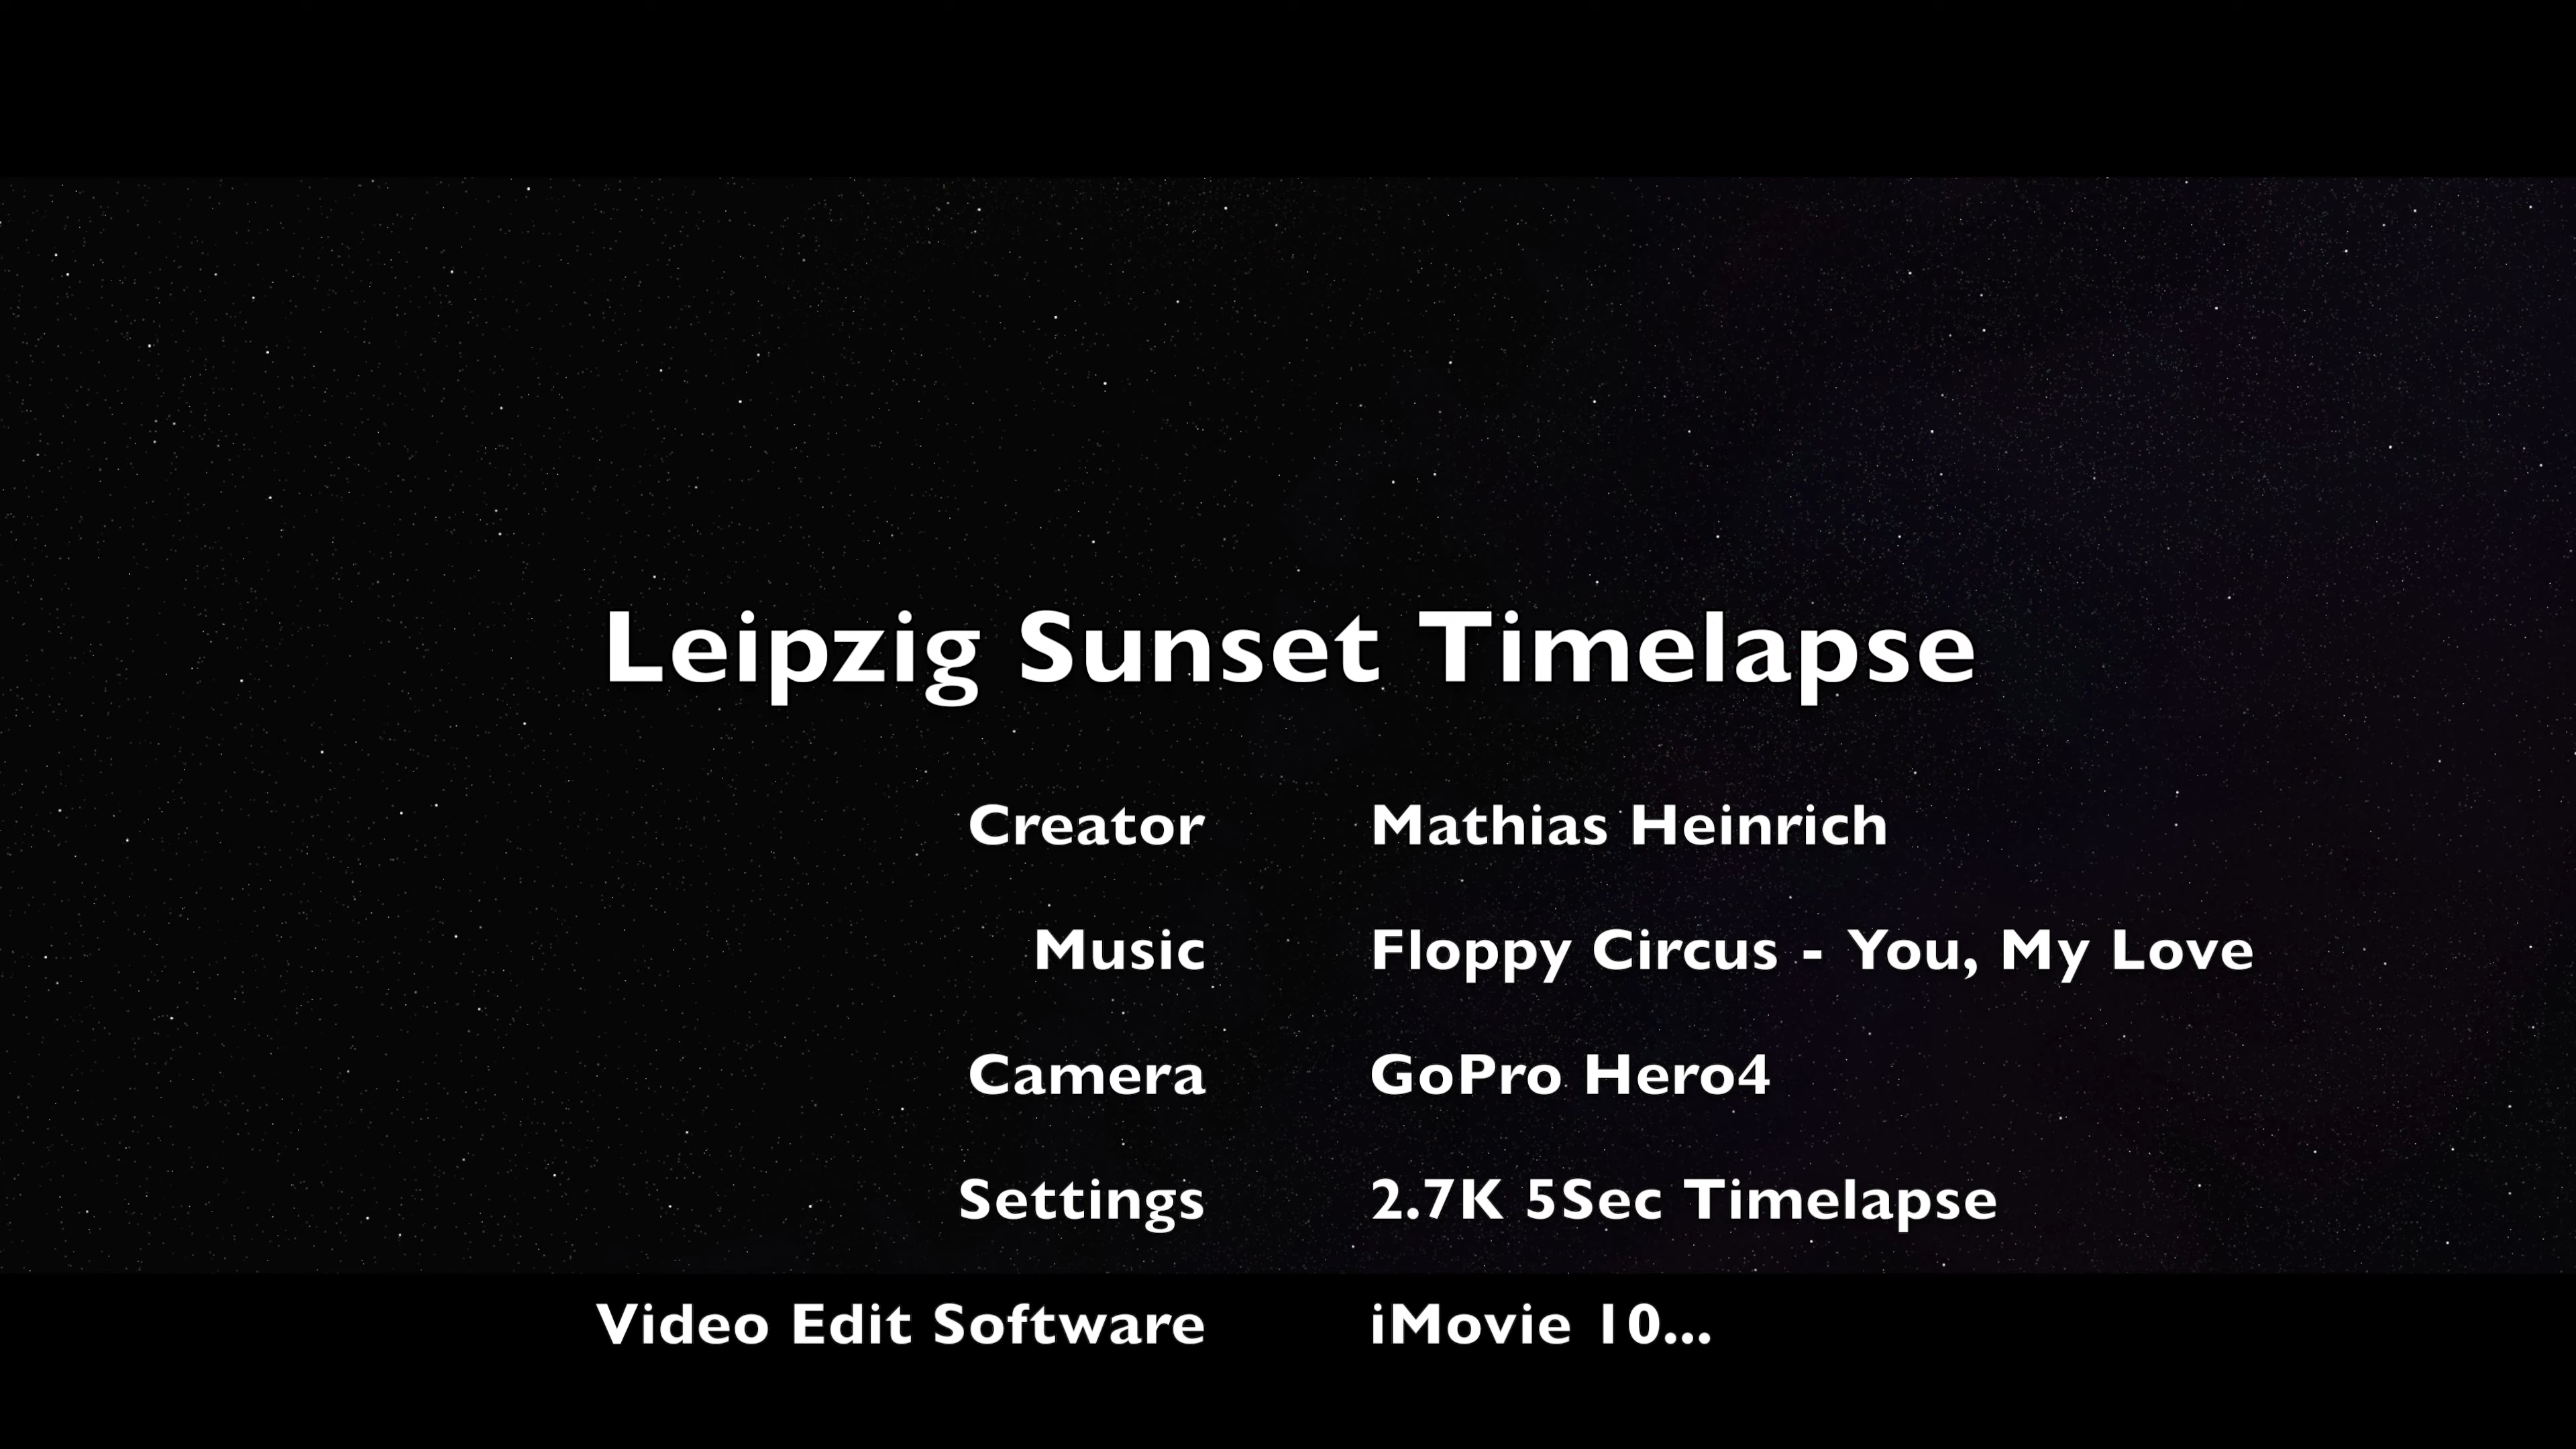 Leipzig Sunset Timelapse
Creator Mathias Heinrich
Music Floppy Circus - You, My Love
Camera GoPro Hero4
Settings 2.7K 5Sec Timelapse
Video Edit Software iMovie 10...